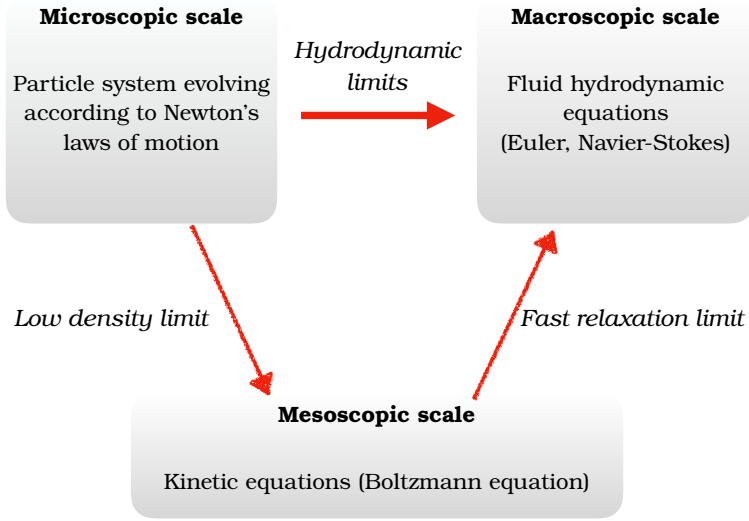 Microscopic scale
Particle system evolving
according to Newton's
laws of motion
Hydrodynamic
limits
Macroscopic scale
Fluid hydrodynamic
equations
(Euler, Navier-Stokes)
Low density limit
Fast relaxation limit
Mesoscopic scale
Kinetic equations (Boltzmann equation)